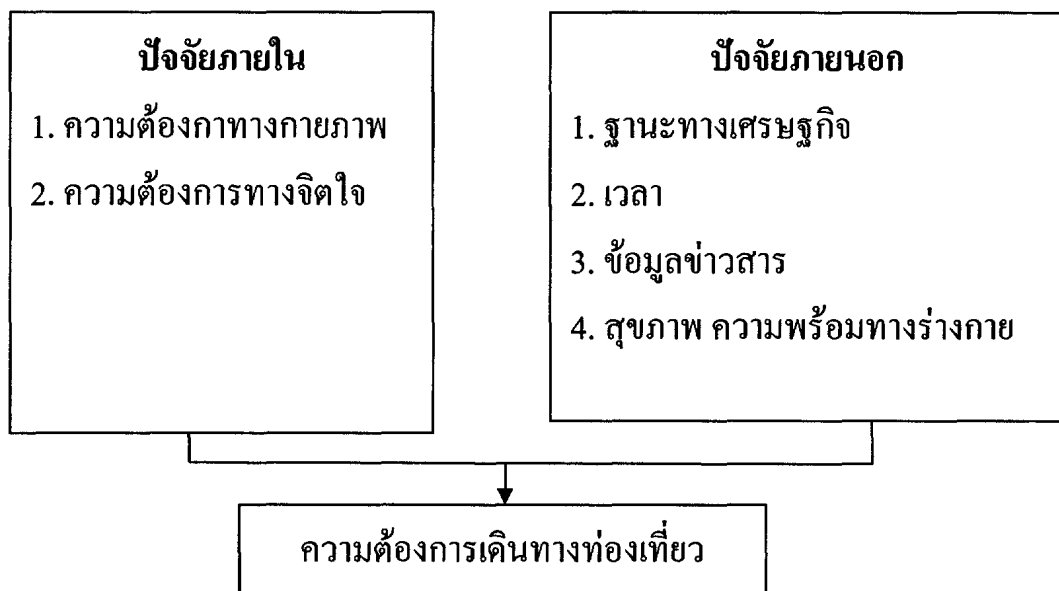 ปัจจัยภายใน
1. ความต้องกาทางกายภาพ
2. ความต้องการทางจิตใจ
ปัจจัยภายนอก
1. ฐานะทางเศรษฐกิจ
2. เวลา
3. ข้อมูลข่าวสาร
4. สุขภาพ ความพร้อมทางร่างกาย
ความต้องการเดินทางท่องเที่ยว